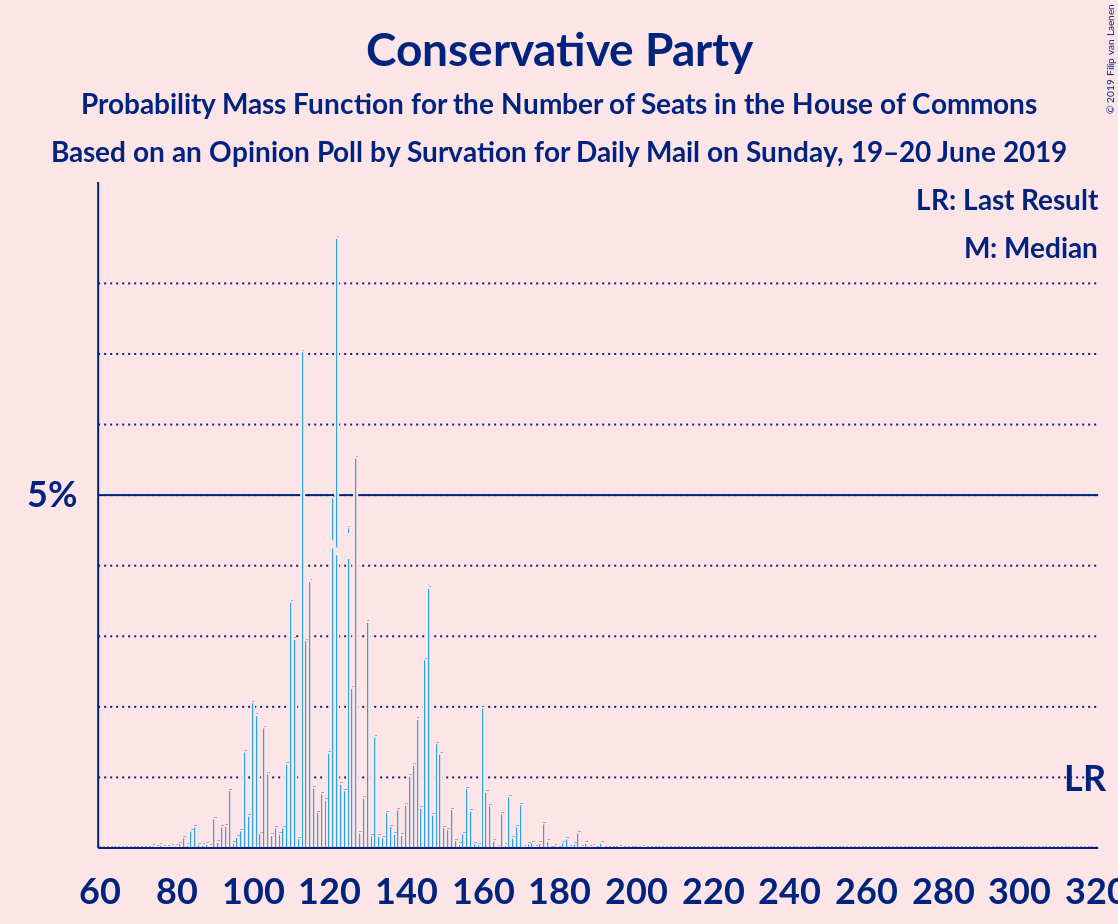 Conservative Party
Probability Mass Function for the Number of Seats in the House of Commons
Based on an Opinion Poll by Survation for Daily Mail on Sunday, 19–20 June 2019
© 2019 Filip van Laenen
LR: Last Result
M: Median
5%
LR
60 80 100 120 140 160 180 200 220 240 260 280 300 320